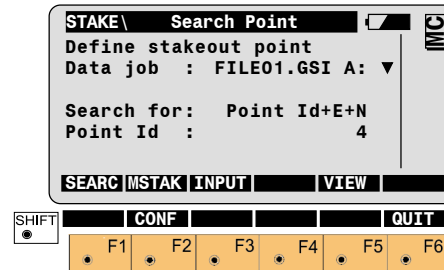 STAKE\ Search Point MC
Define stakeout point
Data job : FILE01.GSI A: ▼
Search for: Point Id+E+N
Point Id : 4
SEARC MSTAK INPUT VIEW
SHIFT CONF QUIT
F1 F2 F3 F4 F5 F6